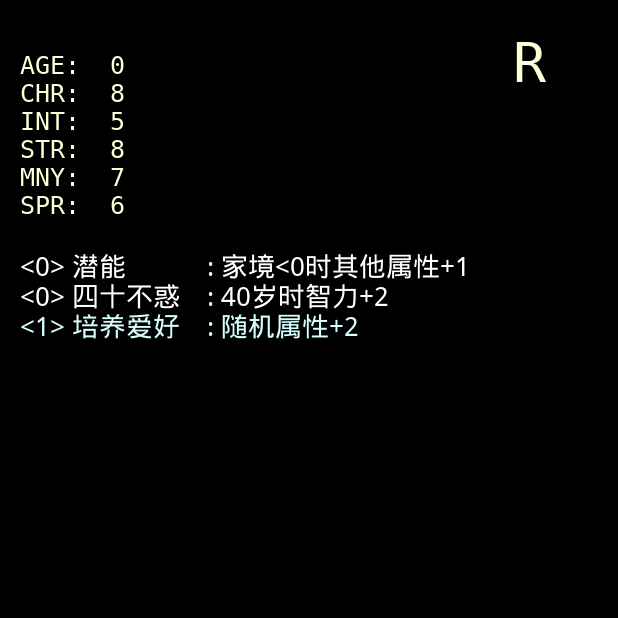 R
AGE: 0
CHR: 8
INT: 5
STR: 8
MNY: 7
SPR: 6
<0> 潜能 : 家境<0时其他属性+1
<0> 四十不惑 : 40岁时智力+2
<1> 培养爱好 : 随机属性+2